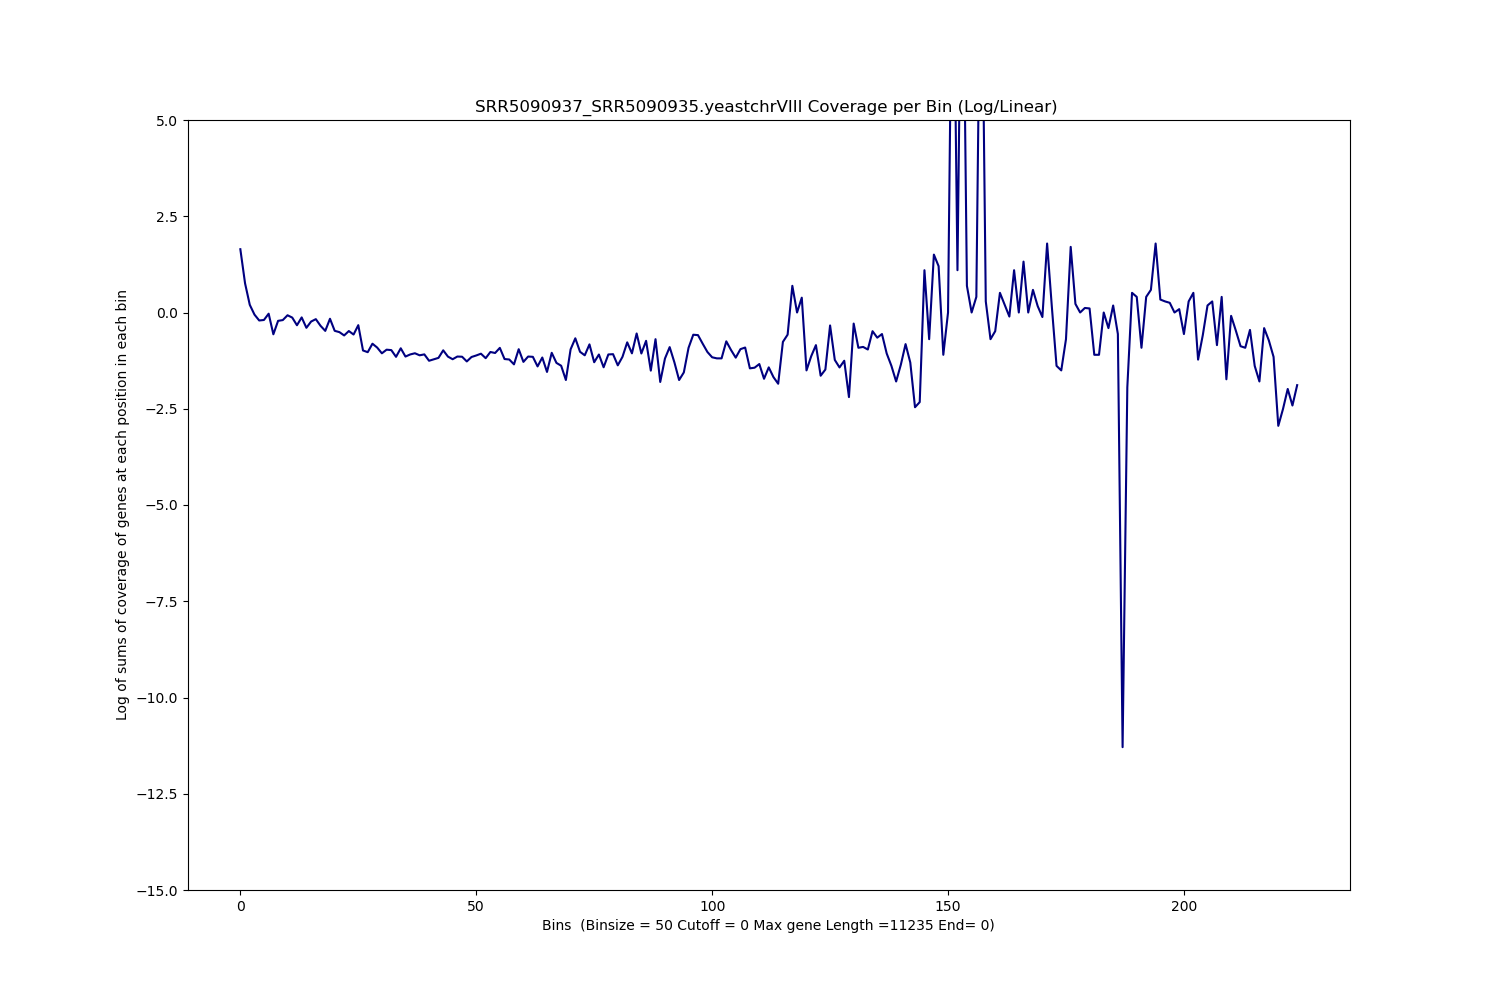 SRR5090937_SRR5090935.yeastchrVIII Coverage per Bin (Log/Linear)
5.0
2.5
0.0
−2.5
−5.0
−7.5
−10.0
−12.5
−15.0
Log of sums of coverage of genes at each position in each bin
0 50 100 150 200
Bins  (Binsize = 50 Cutoff = 0 Max gene Length =11235 End= 0)